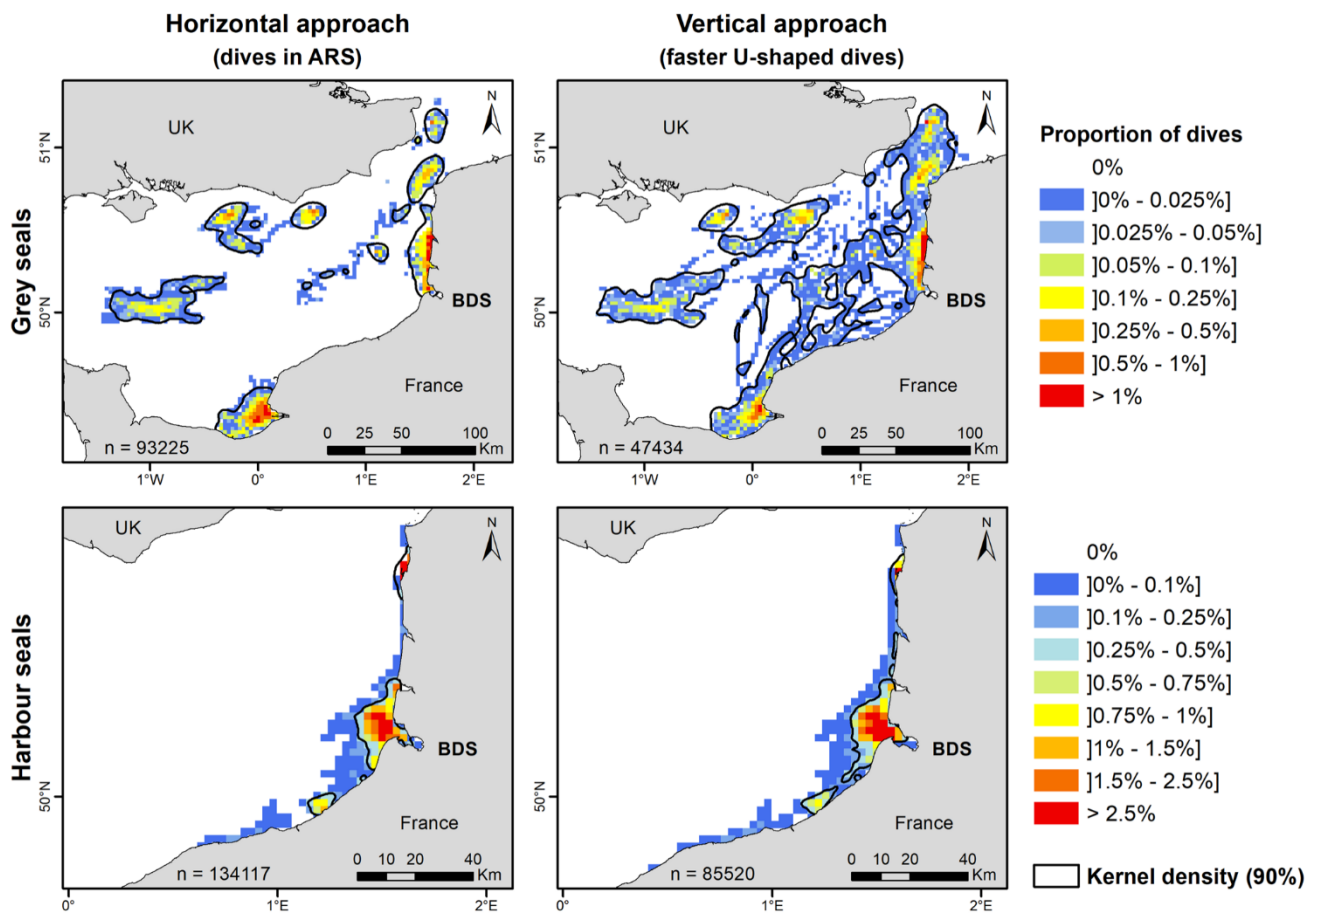 Horizontal approach
(dives in ARS)
Vertical approach
(faster U-shaped dives)
Grey seals
51°N
50°N
UK
N
BDS
France
n = 93225
0 25 50 100
Km
1°W 0° 1°E 2°E
51°N
50°N
UK
N
BDS
France
n = 47434
0 25 50 100
Km
1°W 0° 1°E 2°E
Proportion of dives
0%
]0% - 0.025%]
]0.025% - 0.05%]
]0.05% - 0.1%]
]0.1% - 0.25%]
]0.25% - 0.5%]
]0.5% - 1%]
> 1%
Harbour seals
50°N
UK
N
BDS
France
n = 134117
0 10 20 40
Km
0° 1°E 2°E
50°N
UK
N
BDS
France
n = 85520
0 10 20 40
Km
1°E 2°E
0%
]0% - 0.1%]
]0.1% - 0.25%]
]0.25% - 0.5%]
]0.5% - 0.75%]
]0.75% - 1%]
]1% - 1.5%]
]1.5% - 2.5%]
> 2.5%
Kernel density (90%)